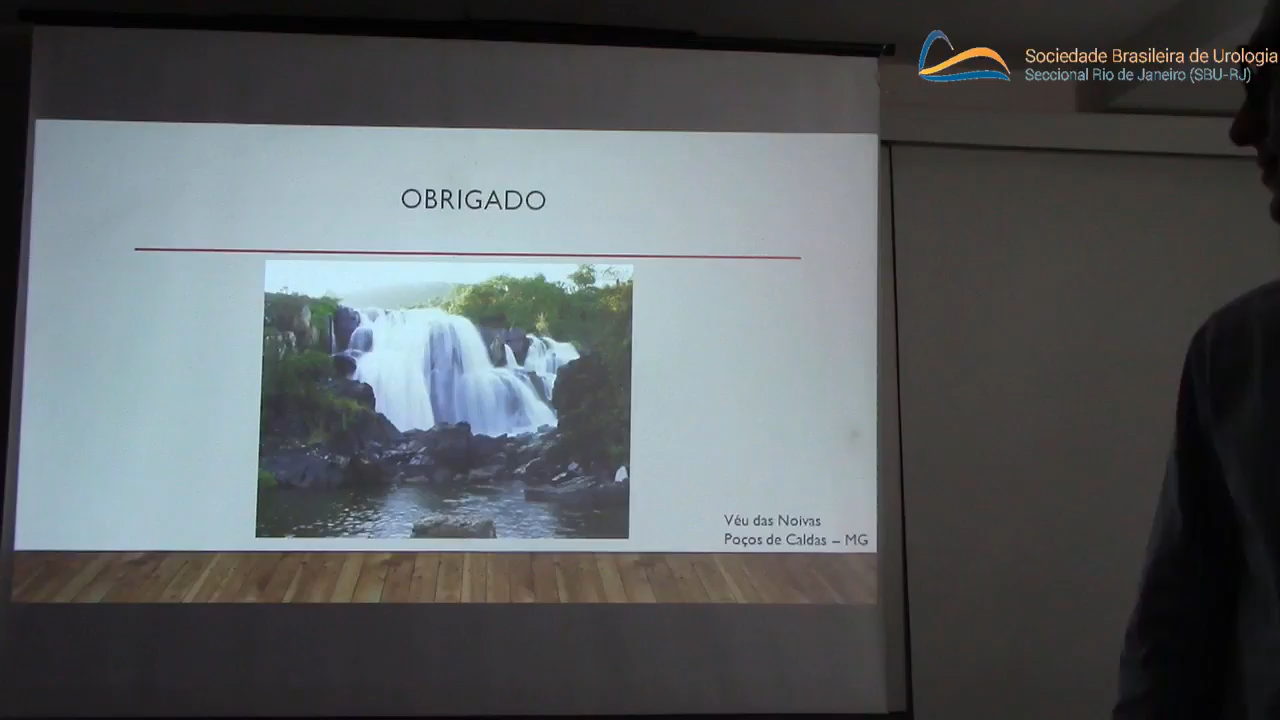 Sociedade Brasileira de Urologia
Seccional Rio de Janeiro (SBU-RJ)
OBRIGADO
Véu das Noivas
Poços de Caldas – MG